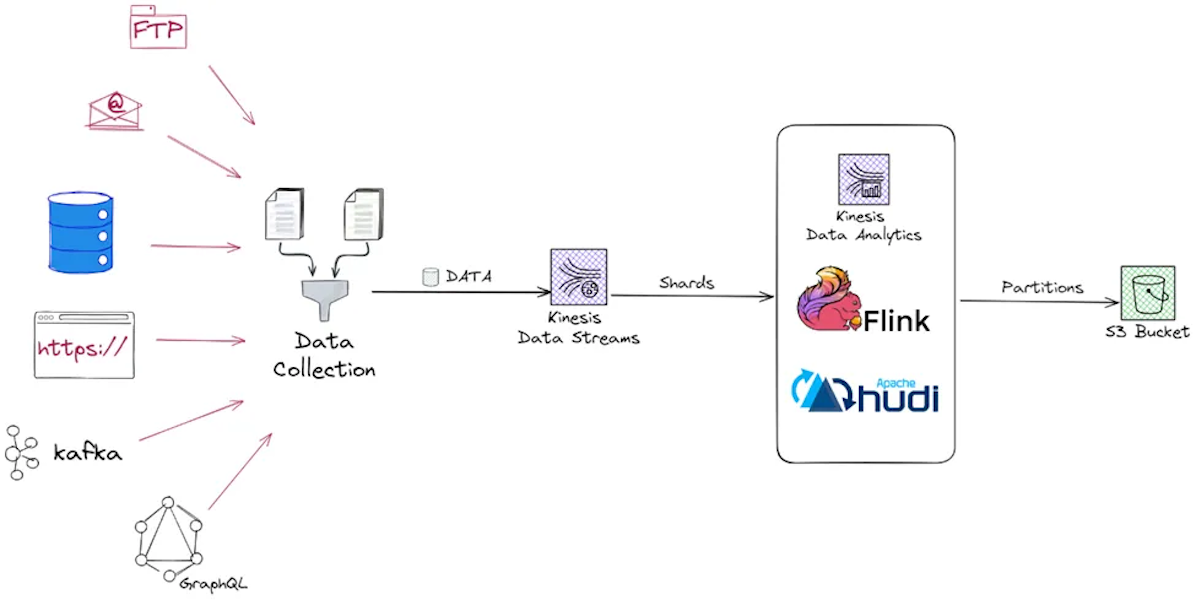 FTP
@
https://
kafka
GraphQL
Data
Collection
DATA
Kinesis
Data Streams
Shards
Kinesis
Data Analytics
Flink
Apache
hudi
Partitions
S3 Bucket